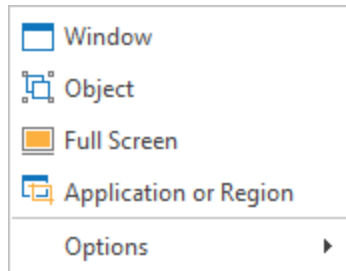 Window
Object
Full Screen
Application or Region
Options